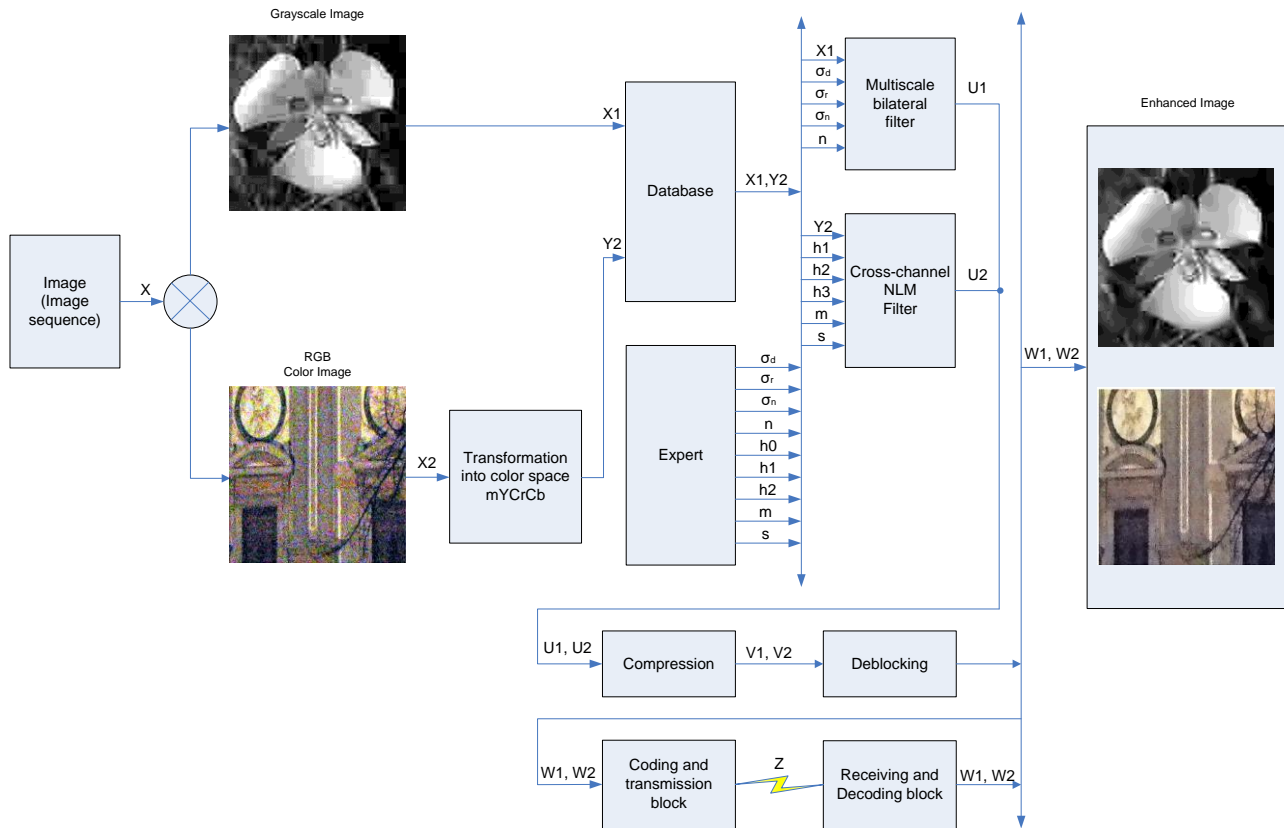 Grayscale Image
Image
(Image
sequence)
X
RGB
Color Image
X2
Transformation
into color space
mYCrCb
X1
Y2
Database
X1,Y2
Expert
σd
σr
σn
n
h0
h1
h2
m
s
X1
σd
σr
σn
n
Multiscale
bilateral
filter
U1
Y2
h1
h2
h3
m
s
Cross-channel
NLM
Filter
U2
U1, U2
Compression
V1, V2
Deblocking
W1, W2
Coding and
transmission
block
Z
Receiving and
Decoding block
W1, W2
W1, W2
Enhanced Image